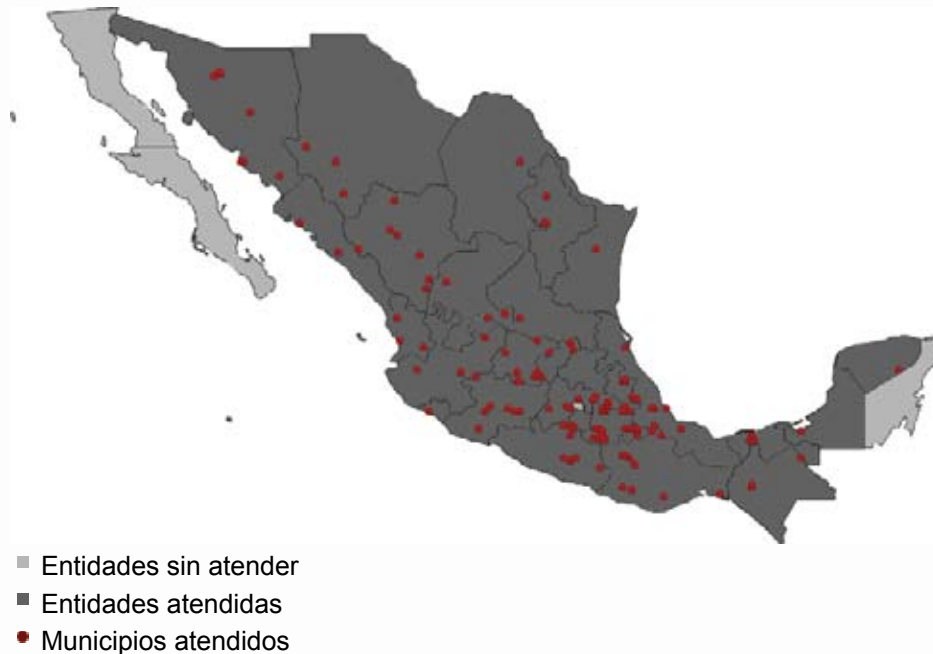 Entidades sin atender
Entidades atendidas
Municipios atendidos